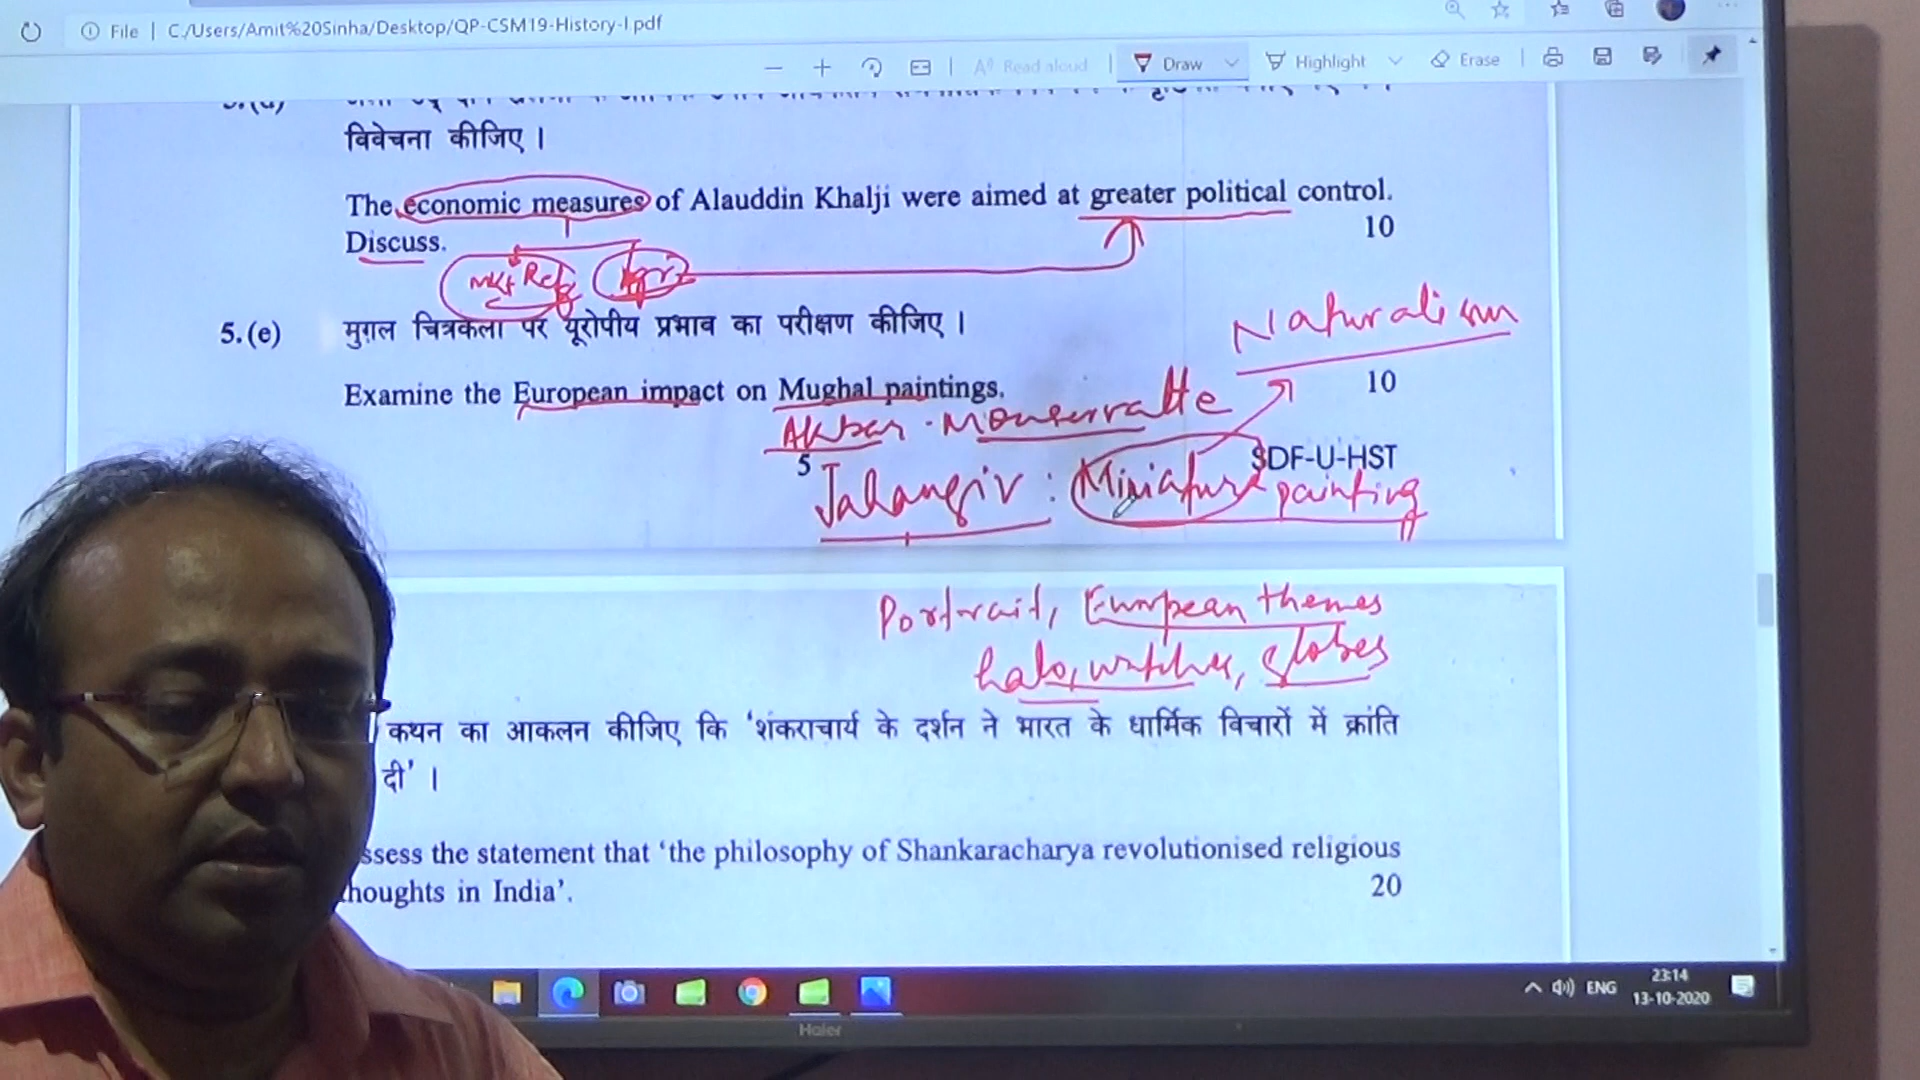 File | C:/Users/Amit%20Sinha/Desktop/QP-CSM19-History-I.pdf
Read aloud Draw Highlight Erase
विवेचना कीजिए ।
The economic measures of Alauddin Khalji were aimed at greater political control.
Discuss. 10
Mkt Ref Agri
5.(e) मुग़ल चित्रकला पर यूरोपीय प्रभाव का परीक्षण कीजिए ।
Naturalism
Examine the European impact on Mughal paintings. 10
Akbar - Monserratte
5 SDF-U-HST
Jahangir : Miniature painting
Portrait, European themes
halo, watches, globes
कथन का आकलन कीजिए कि ‘शंकराचार्य के दर्शन ने भारत के धार्मिक विचारों में क्रांति
दी’ ।
ssess the statement that ‘the philosophy of Shankaracharya revolutionised religious
houghts in India’. 20
ENG 23:14
13-10-2020
Haier